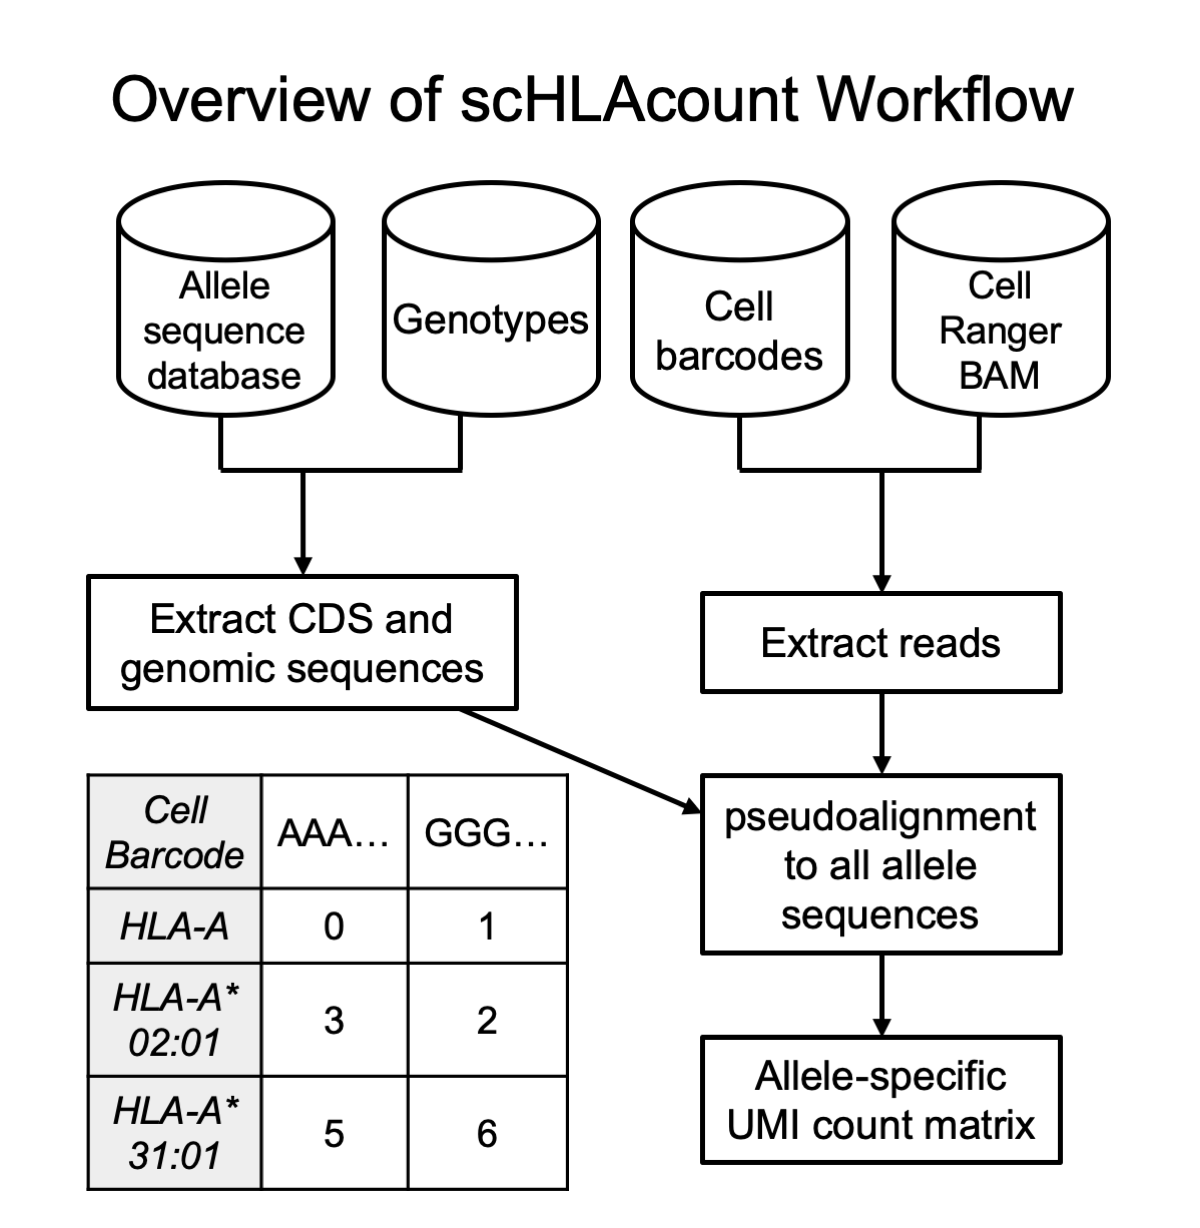 Overview of scHLAcount Workflow
Allele
sequence
database
Genotypes
Cell
barcodes
Cell
Ranger
BAM
Extract CDS and
genomic sequences
Extract reads
pseudoalignment
to all allele
sequences
Allele-specific
UMI count matrix
Cell
Barcode
AAA…
GGG…
HLA-A
0
1
HLA-A*
02:01
3
2
HLA-A*
31:01
5
6